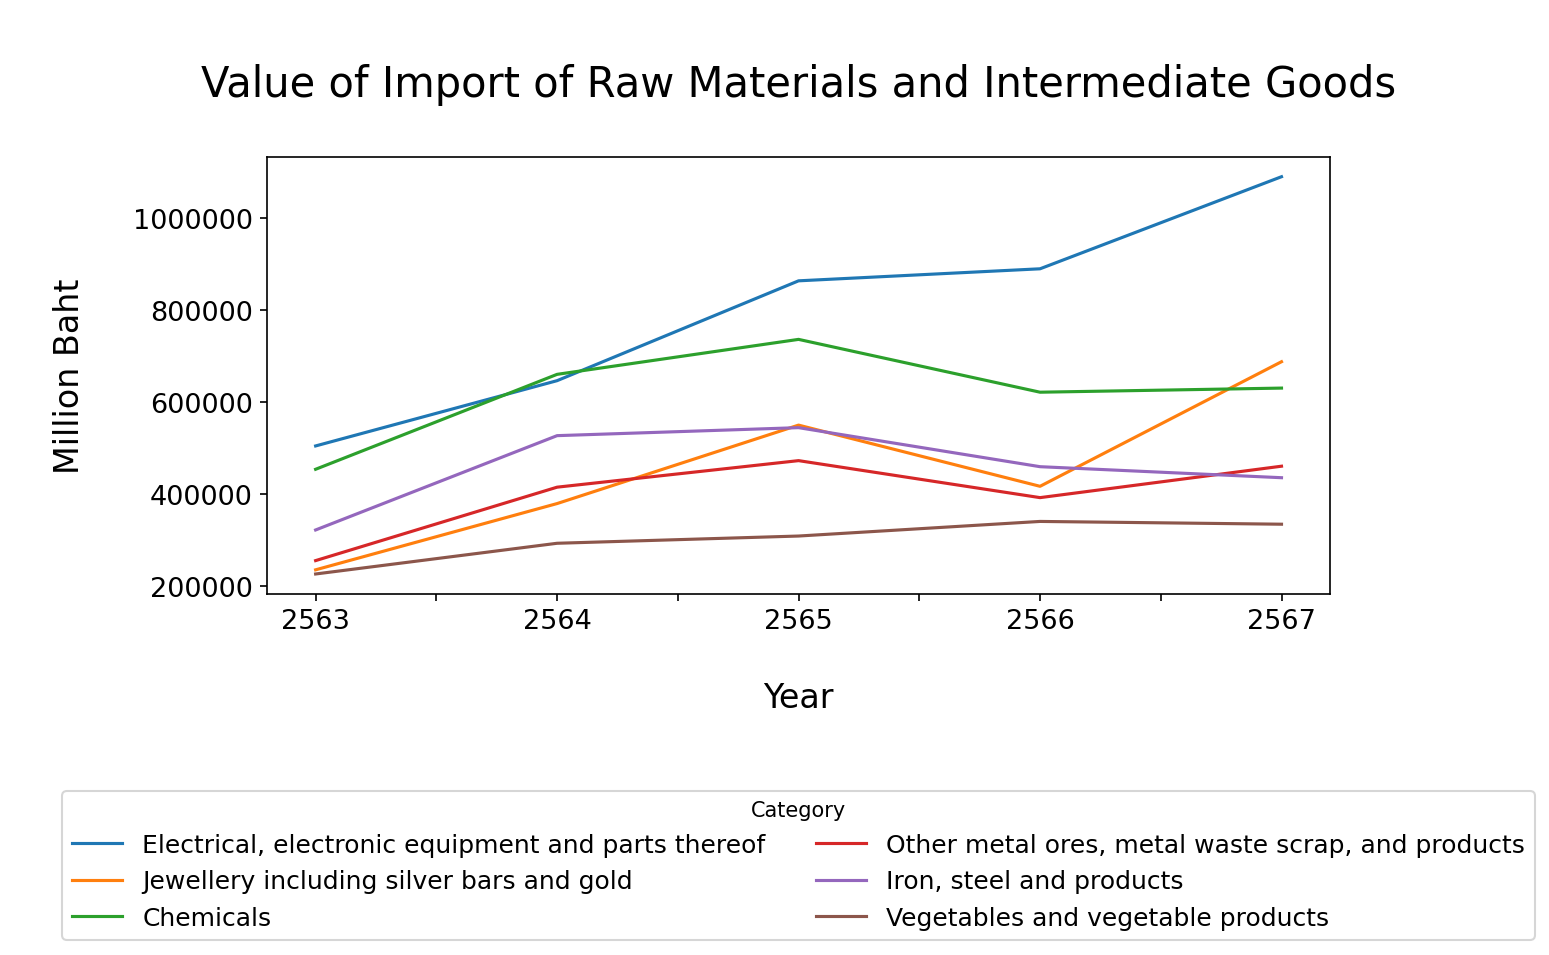 Value of Import of Raw Materials and Intermediate Goods
Million Baht
1000000
800000
600000
400000
200000
2563 2564 2565 2566 2567
Year
Category
Electrical, electronic equipment and parts thereof
Jewellery including silver bars and gold
Chemicals
Other metal ores, metal waste scrap, and products
Iron, steel and products
Vegetables and vegetable products